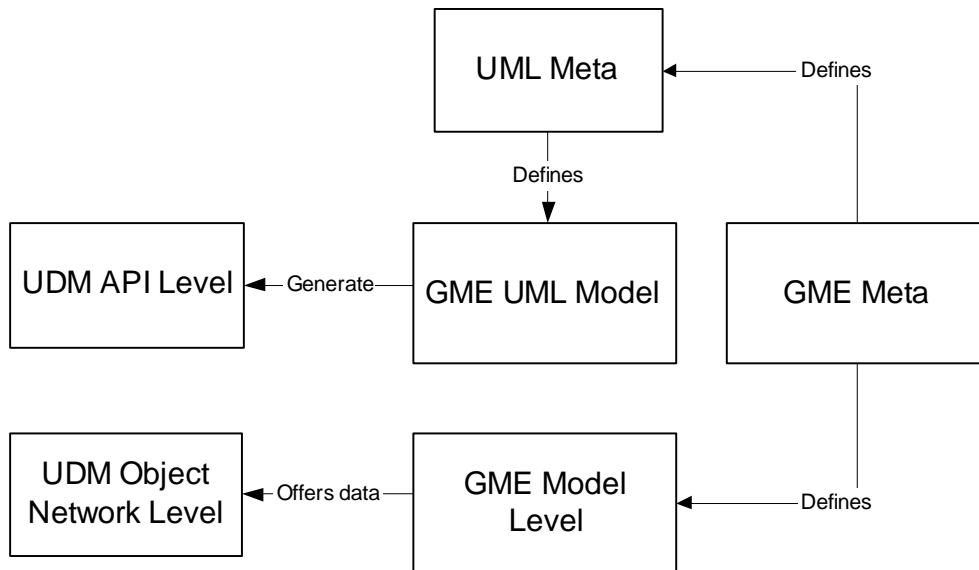 UML Meta
Defines
Defines
UDM API Level
Generate
GME UML Model
GME Meta
UDM Object
Network Level
Offers data
GME Model
Level
Defines